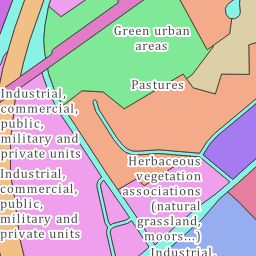 Green urban
areas
Pastures
Industrial,
commercial,
public,
military and
private units
Industrial,
commercial,
public,
military and
private units
Herbaceous
vegetation
associations
(natural
grassland,
moors...)
Industrial,